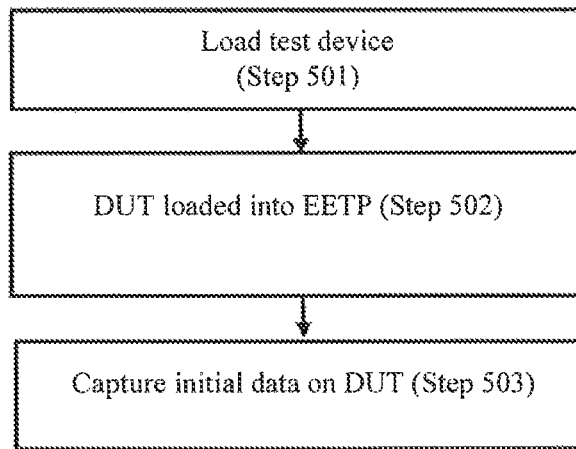 Load test device
(Step 501)
DUT loaded into EETP (Step 502)
Capture initial data on DUT (Step 503)